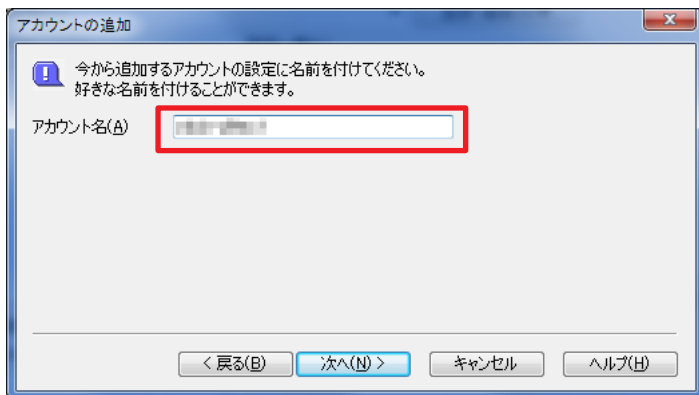 アカウントの追加
今から追加するアカウントの設定に名前を付けてください。
好きな名前を付けることができます。
アカウント名(A)
< 戻る(B)
次へ(N) >
キャンセル
ヘルプ(H)